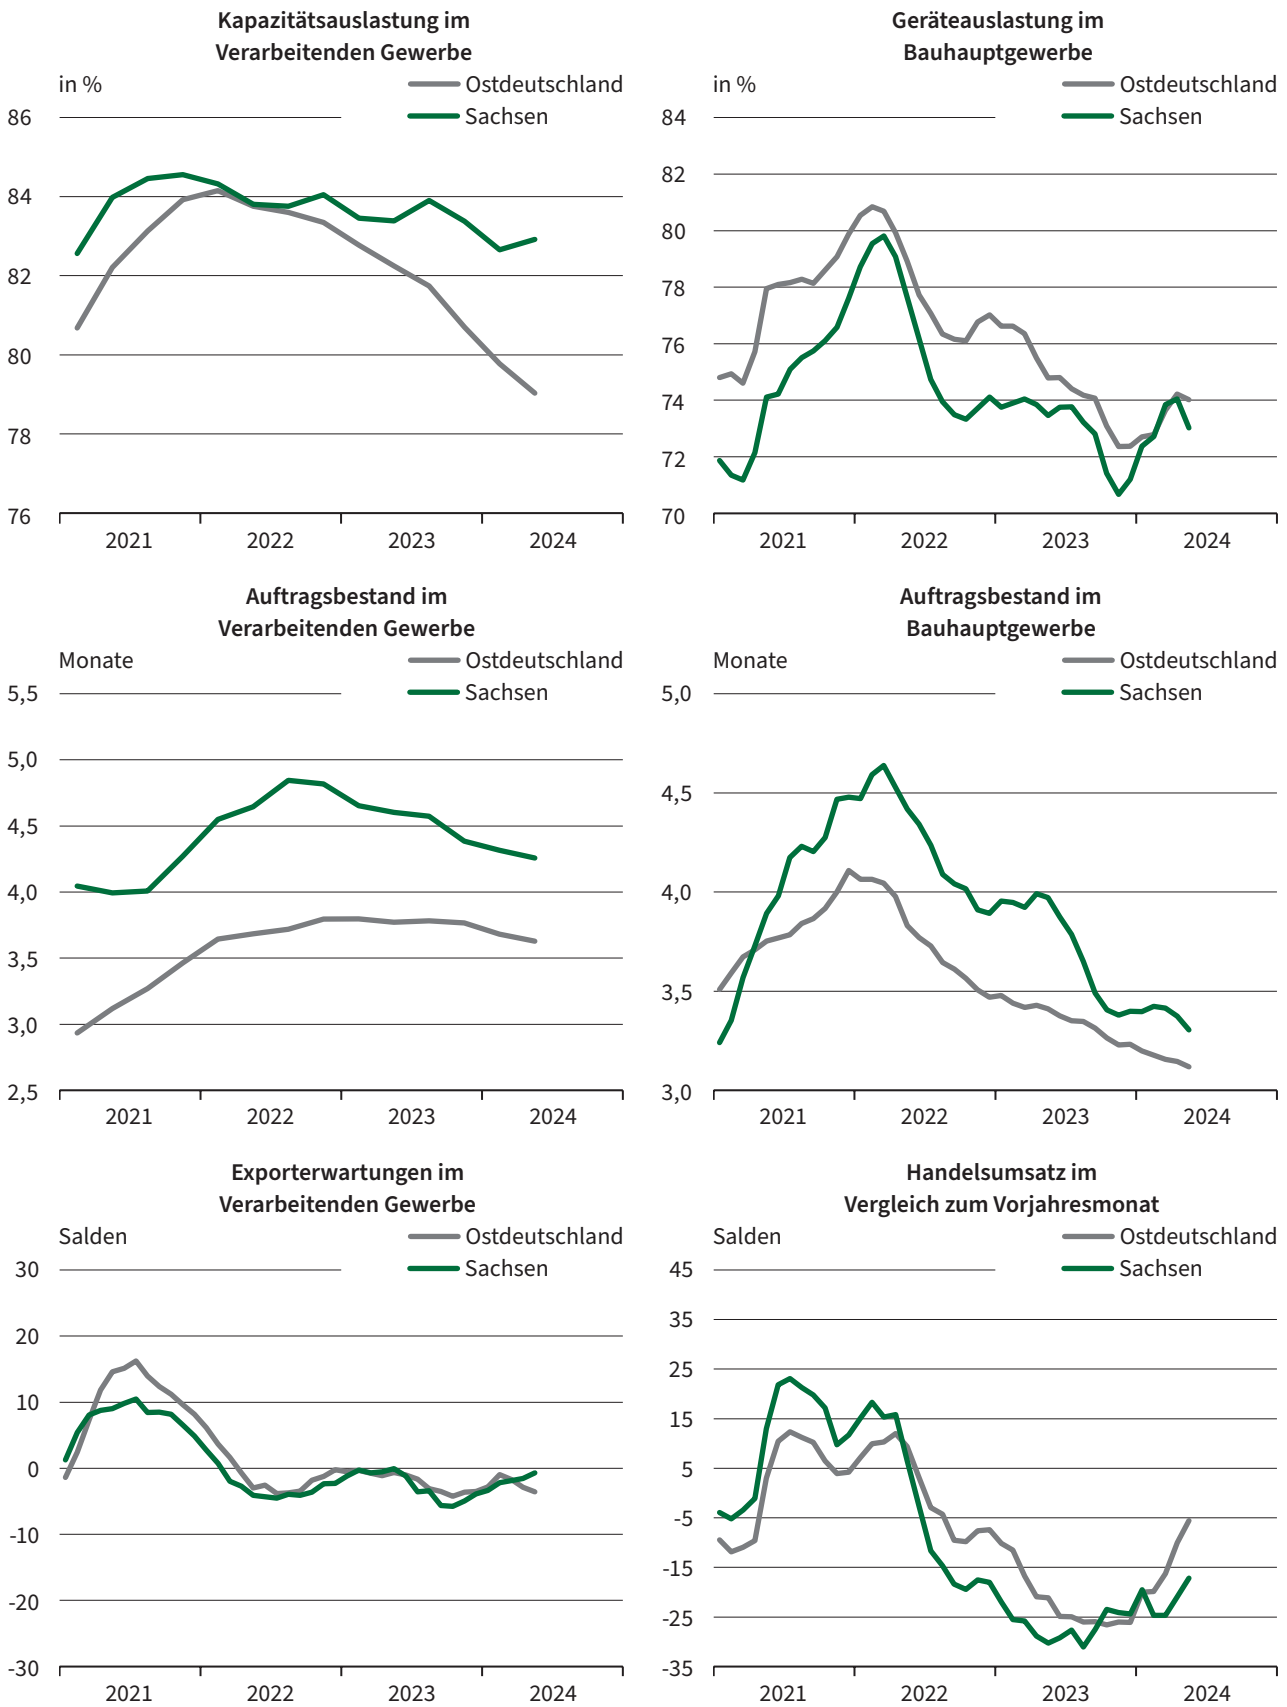 Kapazitätsauslastung im
Verarbeitenden Gewerbe
in %
Ostdeutschland
Sachsen
86
84
82
80
78
76
2021
2022
2023
2024
Geräteauslastung im
Bauhauptgewerbe
in %
Ostdeutschland
Sachsen
84
82
80
78
76
74
72
70
2021
2022
2023
2024
Auftragsbestand im
Verarbeitenden Gewerbe
Monate
Ostdeutschland
Sachsen
5,5
5,0
4,5
4,0
3,5
3,0
2,5
2021
2022
2023
2024
Auftragsbestand im
Bauhauptgewerbe
Monate
Ostdeutschland
Sachsen
5,0
4,5
4,0
3,5
3,0
2021
2022
2023
2024
Exporterwartungen im
Verarbeitenden Gewerbe
Salden
Ostdeutschland
Sachsen
30
20
10
0
-10
-20
-30
2021
2022
2023
2024
Handelsumsatz im
Vergleich zum Vorjahresmonat
Salden
Ostdeutschland
Sachsen
45
35
25
15
5
-5
-15
-25
-35
2021
2022
2023
2024